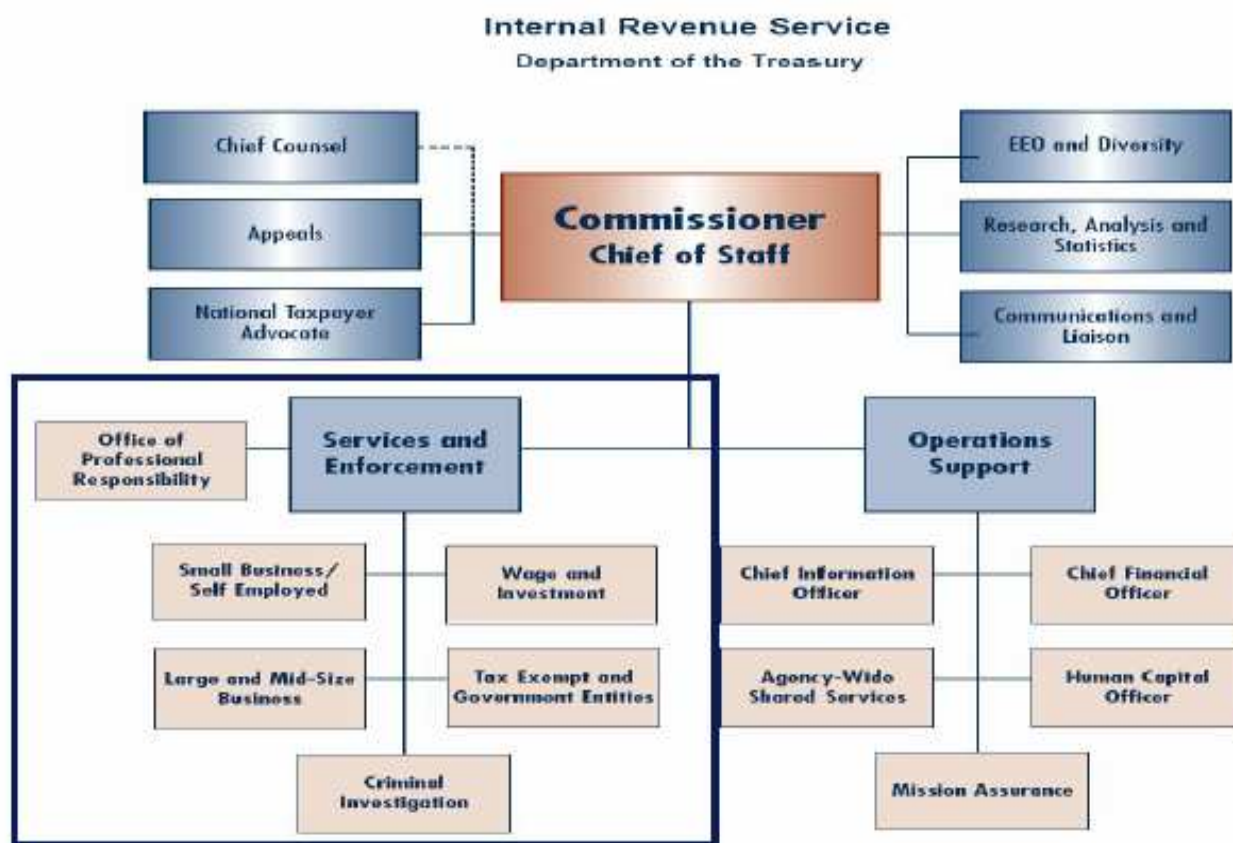 Internal Revenue Service
Department of the Treasury
Chief Counsel
Appeals
National Taxpayer
Advocate
Commissioner
Chief of Staff
EEO and Diversity
Research, Analysis and
Statistics
Communications and
Liaison
Office of
Professional
Responsibility
Services and
Enforcement
Operations
Support
Small Business/
Self Employed
Wage and
Investment
Large and Mid-Size
Business
Tax Exempt and
Government Entities
Criminal
Investigation
Chief Information
Officer
Chief Financial
Officer
Agency-Wide
Shared Services
Human Capital
Officer
Mission Assurance